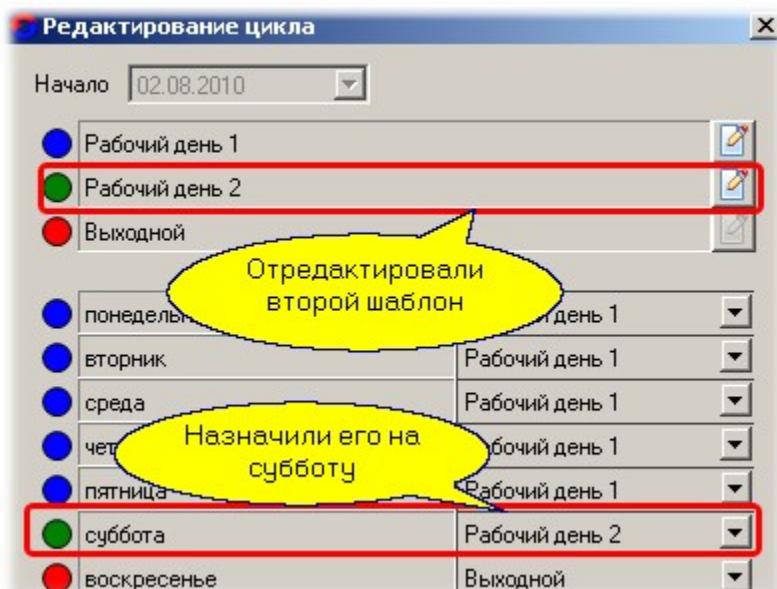 Редактирование цикла
Начало 02.08.2010
Рабочий день 1
Рабочий день 2
Выходной
Отредактировали
второй шаблон
день 1
вторник Рабочий день 1
среда Рабочий день 1
Назначили его на
субботу
день 1
пятница Рабочий день 1
суббота Рабочий день 2
воскресенье Выходной